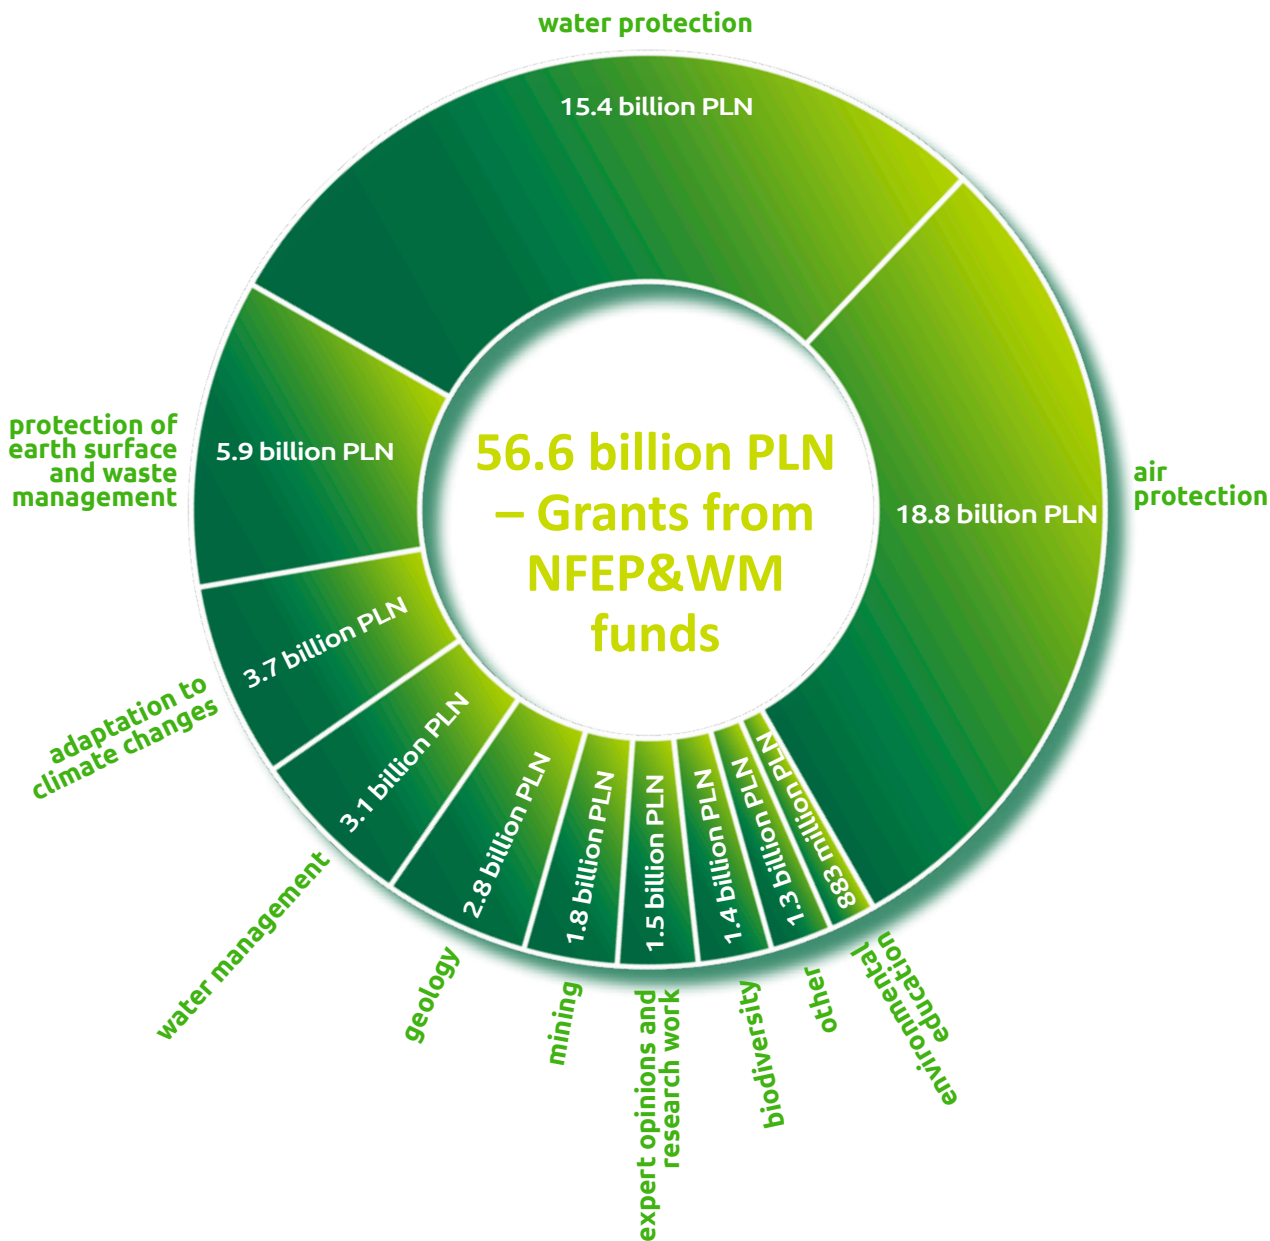 water protection
15.4 billion PLN
air
protection
18.8 billion PLN
56.6 billion PLN
– Grants from
NFEP&WM
funds
protection of
earth surface
and waste
management
5.9 billion PLN
3.7 billion PLN
adaptation to
climate changes
3.1 billion PLN
water management
2.8 billion PLN
geology
1.8 billion PLN
mining
1.5 billion PLN
expert opinions and
research work
1.4 billion PLN
biodiversity
1.3 billion PLN
other
883 million PLN
environmental
education